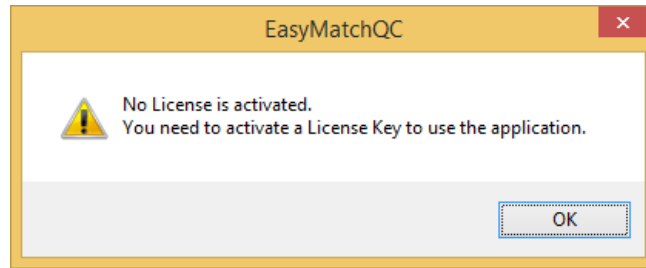 EasyMatchQC
No License is activated.
You need to activate a License Key to use the application.
OK